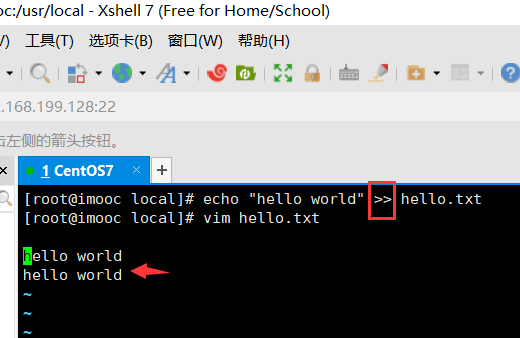 oc:/usr/local - Xshell 7 (Free for Home/School)
V) 工具(T) 选项卡(B) 窗口(W) 帮助(H)
.168.199.128:22
击左侧的箭头按钮。
1 CentOS7
[root@imooc local]# echo "hello world" >> hello.txt
[root@imooc local]# vim hello.txt
hello world
hello world
~
~
~